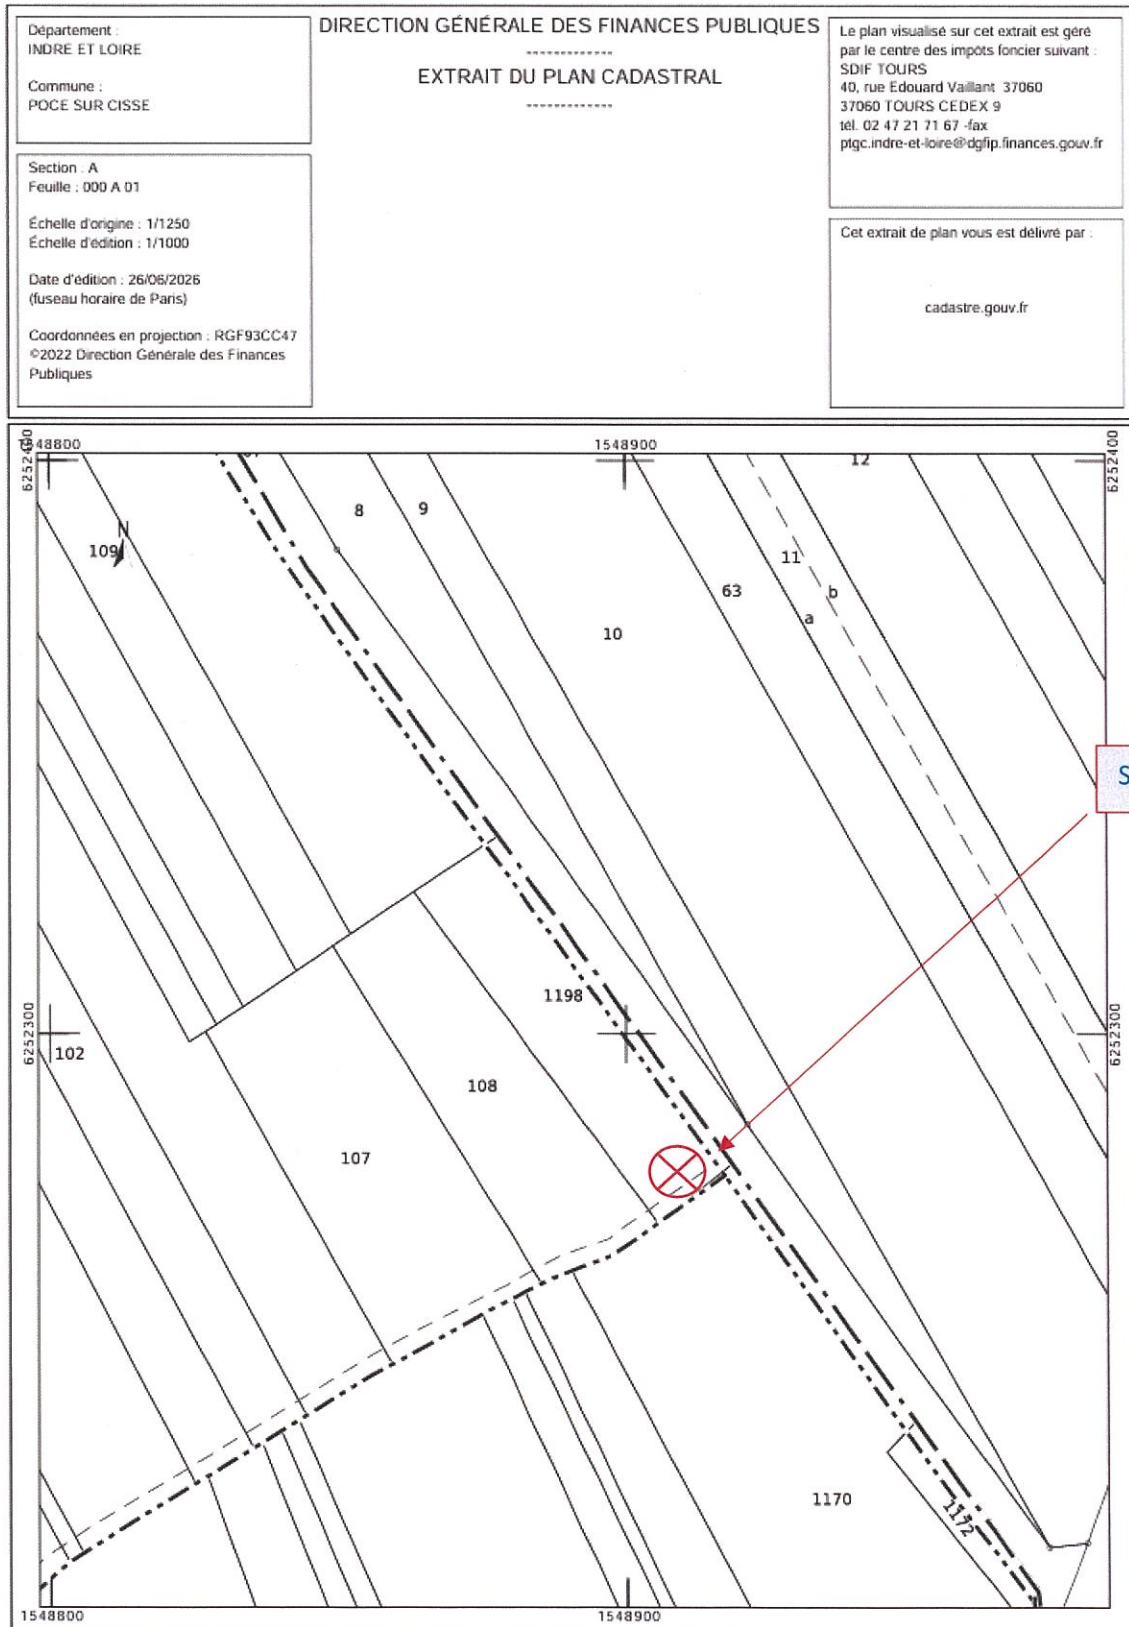 Département :
INDRE ET LOIRE
Commune :
POCE SUR CISSE
Section : A
Feuille : 000 A 01
Échelle d'origine : 1/1250
Échelle d'édition : 1/1000
Date d'édition : 26/06/2026
(fuseau horaire de Paris)
Coordonnées en projection : RGF93CC47
©2022 Direction Générale des Finances
Publiques
DIRECTION GÉNÉRALE DES FINANCES PUBLIQUES
------------
EXTRAIT DU PLAN CADASTRAL
------------
Le plan visualisé sur cet extrait est géré
par le centre des impôts foncier suivant :
SDIF TOURS
40, rue Edouard Vaillant 37060
37060 TOURS CEDEX 9
tél. 02 47 21 71 67 -fax
ptgc.indre-et-loire@dgfip.finances.gouv.fr
Cet extrait de plan vous est délivré par :
cadastre.gouv.fr
1548800
1548900
6252400
6252400
12
8
9
N
109
11
63
b
a
10
S
1198
6252300
6252300
102
108
107
1170
1172
1548800
1548900